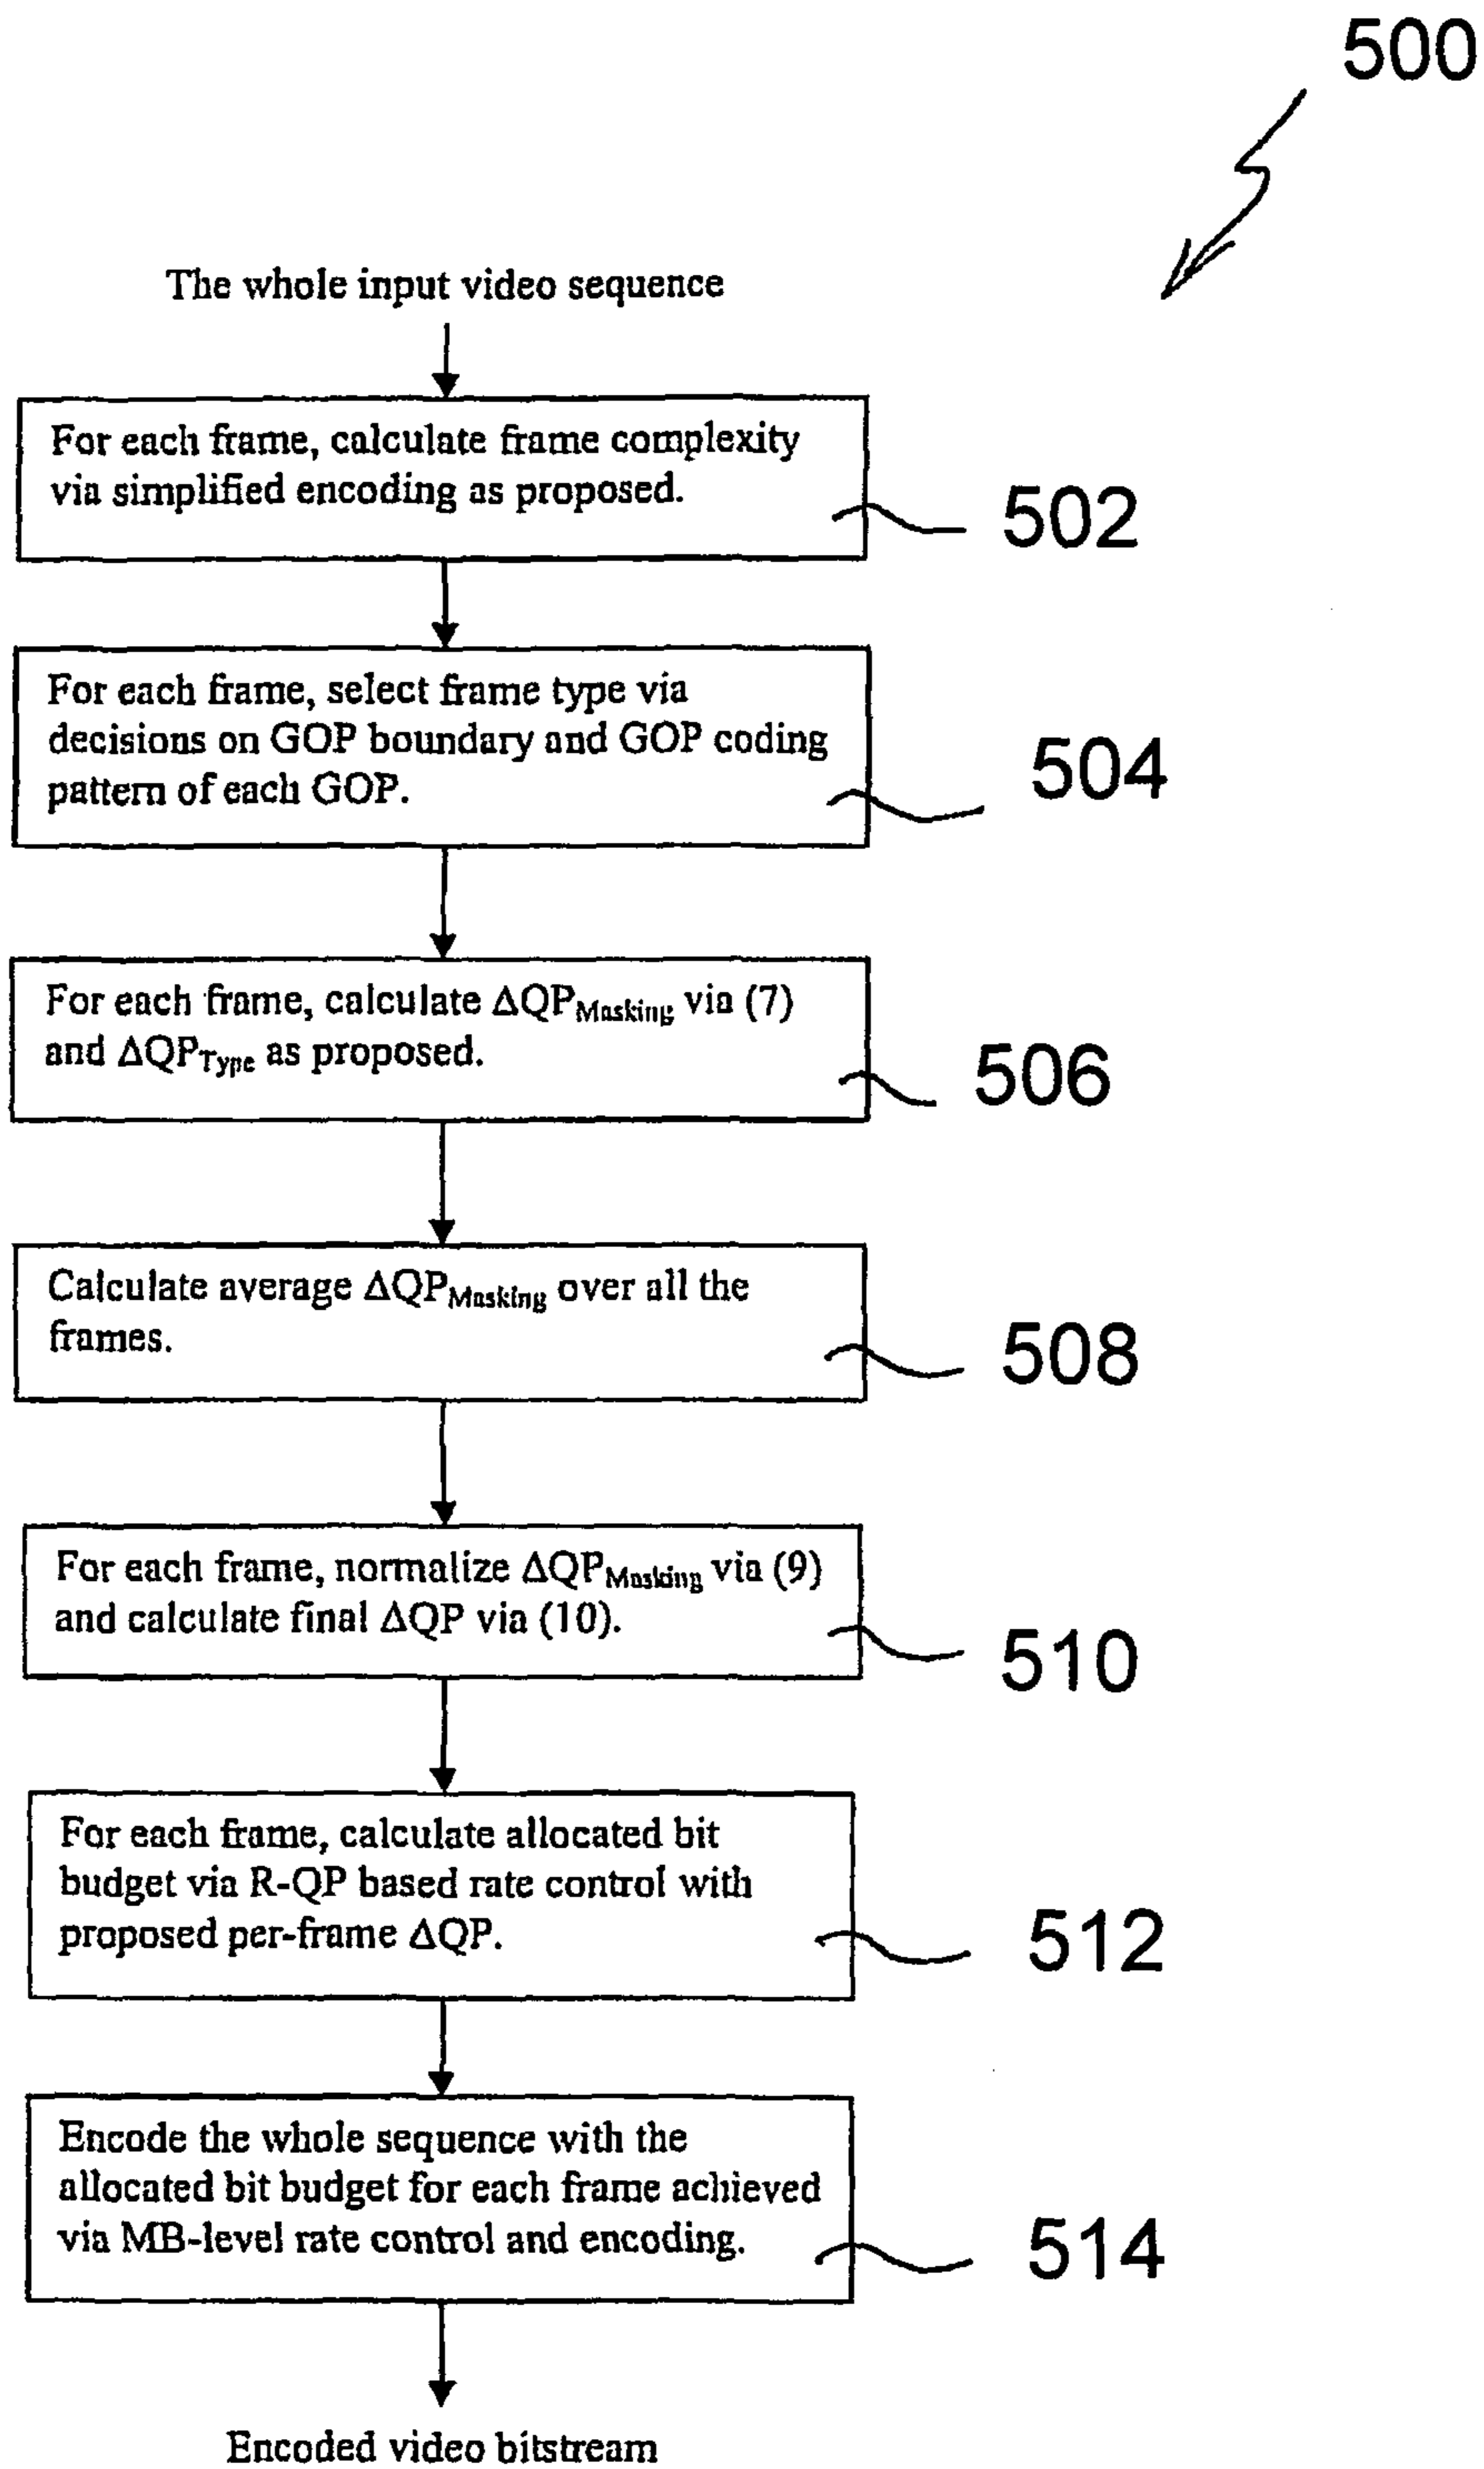 500
The whole input video sequence
For each frame, calculate frame complexity
via simplified encoding as proposed.
502
For each frame, select frame type via
decisions on GOP boundary and GOP coding
pattern of each GOP.
504
For each frame, calculate ΔQPMasking via (7)
and ΔQPType as proposed.
506
Calculate average ΔQPMasking over all the
frames.
508
For each frame, normalize ΔQPMasking via (9)
and calculate final ΔQP via (10).
510
For each frame, calculate allocated bit
budget via R-QP based rate control with
proposed per-frame ΔQP.
512
Encode the whole sequence with the
allocated bit budget for each frame achieved
via MB-level rate control and encoding.
514
Encoded video bitstream